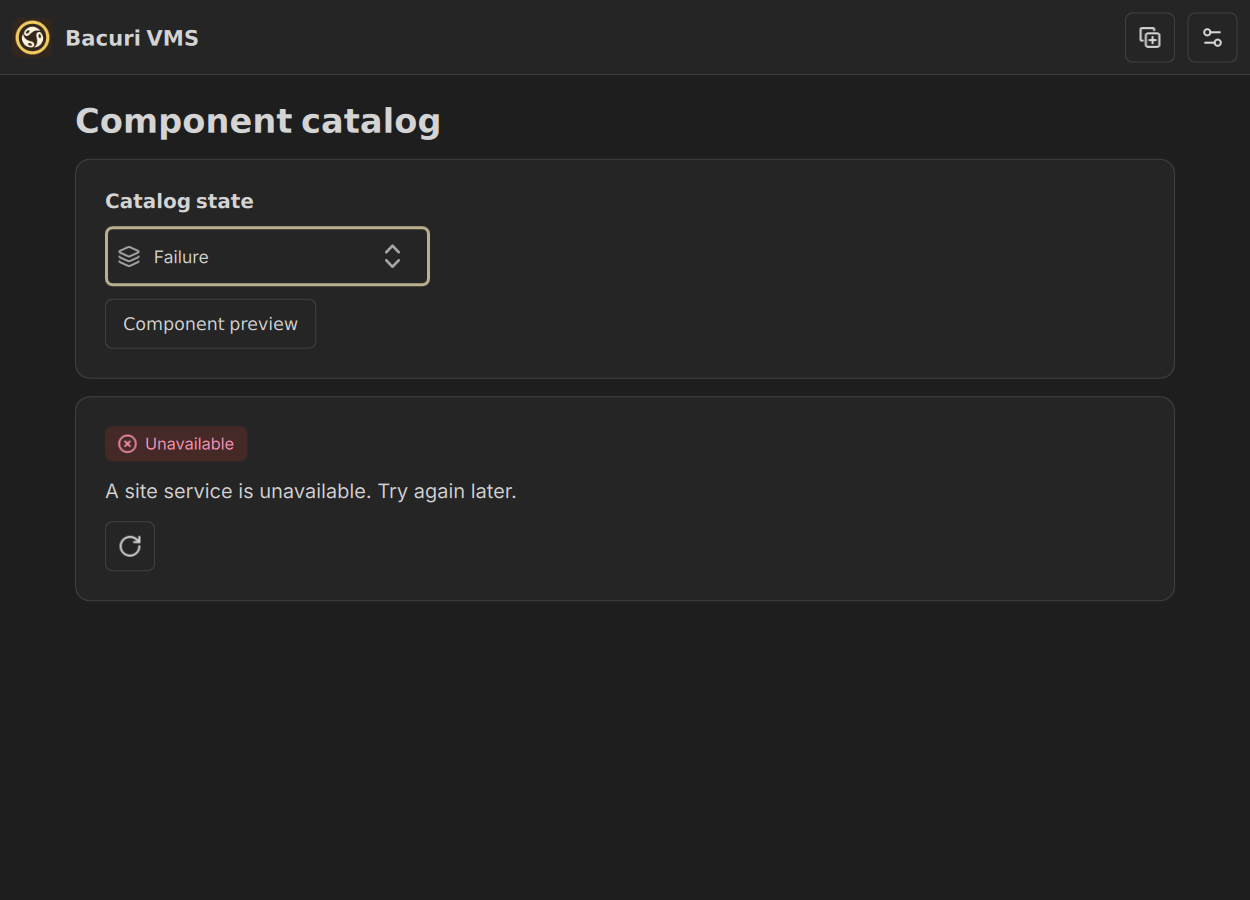 Bacuri VMS
Component catalog
Catalog state
Failure
Component preview
Unavailable
A site service is unavailable. Try again later.